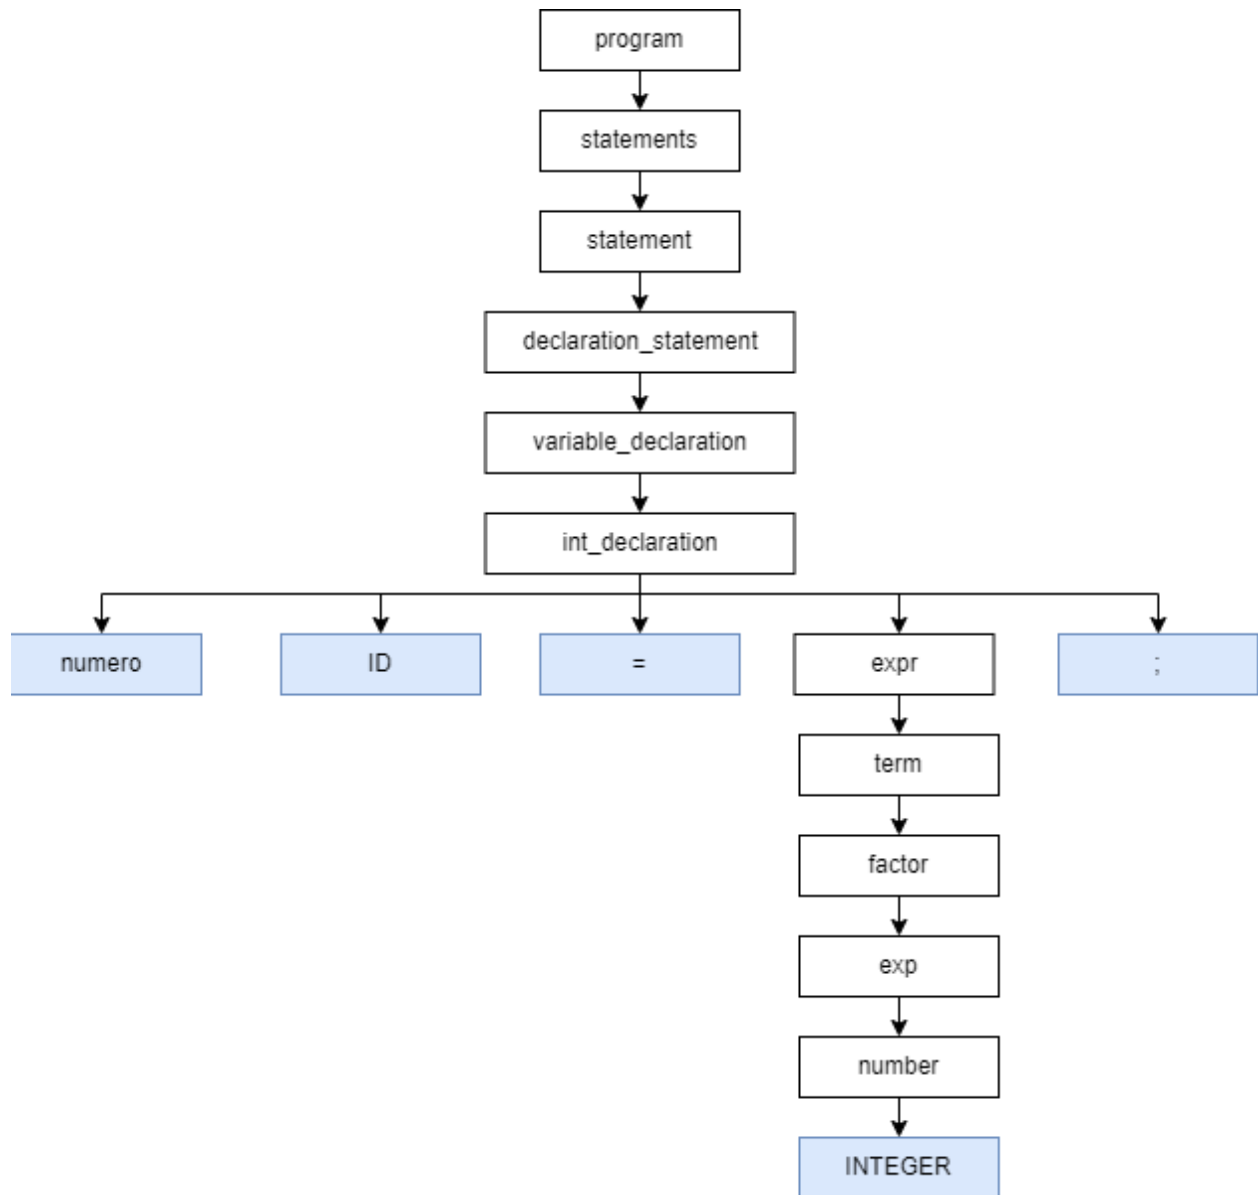 program
statements
statement
declaration_statement
variable_declaration
int_declaration
numero ID = expr ;
term
factor
exp
number
INTEGER